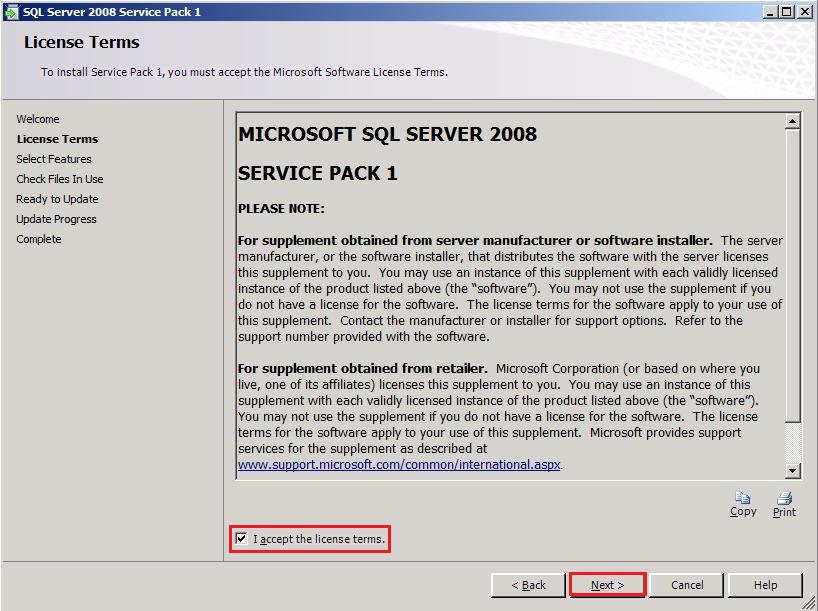 SQL Server 2008 Service Pack 1
License Terms
To install Service Pack 1, you must accept the Microsoft Software License Terms.
Welcome
License Terms
Select Features
Check Files In Use
Ready to Update
Update Progress
Complete
MICROSOFT SQL SERVER 2008
SERVICE PACK 1
PLEASE NOTE:
For supplement obtained from server manufacturer or software installer. The server
manufacturer, or the software installer, that distributes the software with the server licenses
this supplement to you. You may use an instance of this supplement with each validly licensed
instance of the product listed above (the “software”). You may not use the supplement if you
do not have a license for the software. The license terms for the software apply to your use of
this supplement. Contact the manufacturer or installer for support options. Refer to the
support number provided with the software.
For supplement obtained from retailer. Microsoft Corporation (or based on where you
live, one of its affiliates) licenses this supplement to you. You may use an instance of this
supplement with each validly licensed instance of the product listed above (the “software”).
You may not use the supplement if you do not have a license for the software. The license
terms for the software apply to your use of this supplement. Microsoft provides support
services for the supplement as described at
www.support.microsoft.com/common/international.aspx.
Copy
Print
I accept the license terms.
< Back
Next >
Cancel
Help